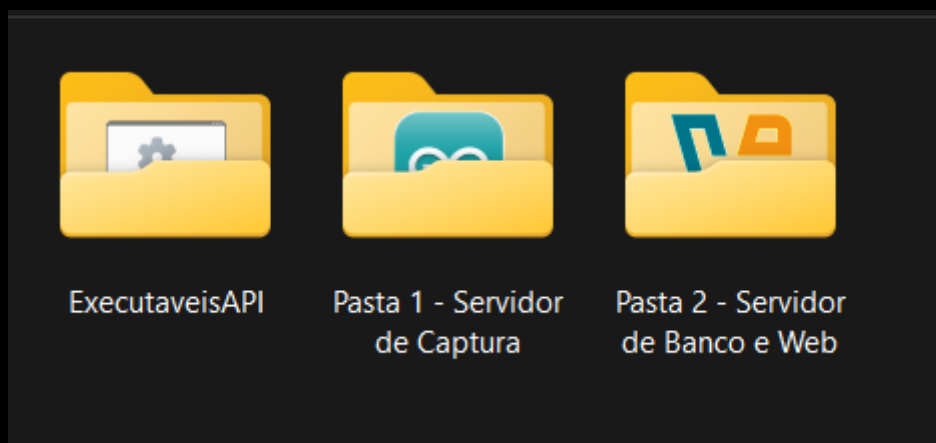 ExecutaveisAPI
Pasta 1 - Servidor
de Captura
Pasta 2 - Servidor
de Banco e Web